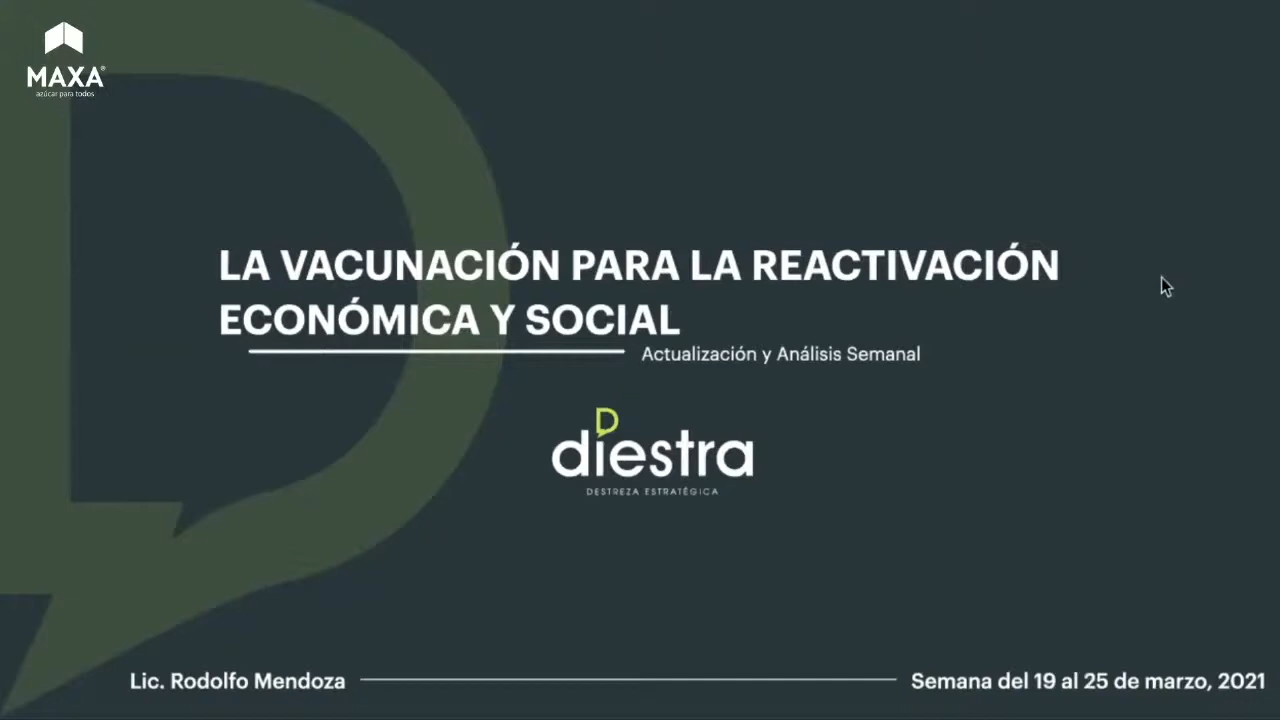 MAXA®
azúcar para todos
LA VACUNACIÓN PARA LA REACTIVACIÓN
ECONÓMICA Y SOCIAL
Actualización y Análisis Semanal
diestra
DESTREZA ESTRATÉGICA
Lic. Rodolfo Mendoza
Semana del 19 al 25 de marzo, 2021